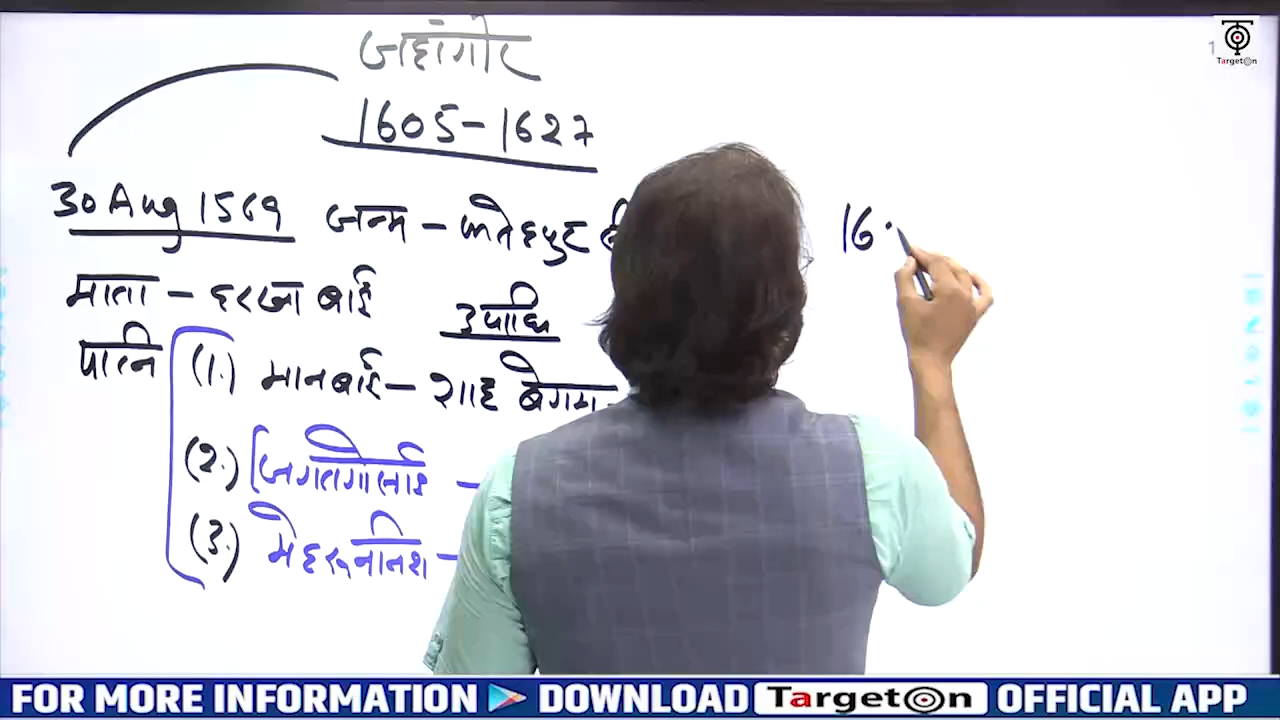 जहांगीर
1605-1627
30 Aug 1569 जन्म - फतेहपुर
माता - हरखा बाई
उपाधि
पत्नि (1.) मानबाई - शाह बेगम -
(2.) जगतगोसाई -
(3.) मेहरूनानिशा -
16
TargetOn
FOR MORE INFORMATION DOWNLOAD TargetOn OFFICIAL APP